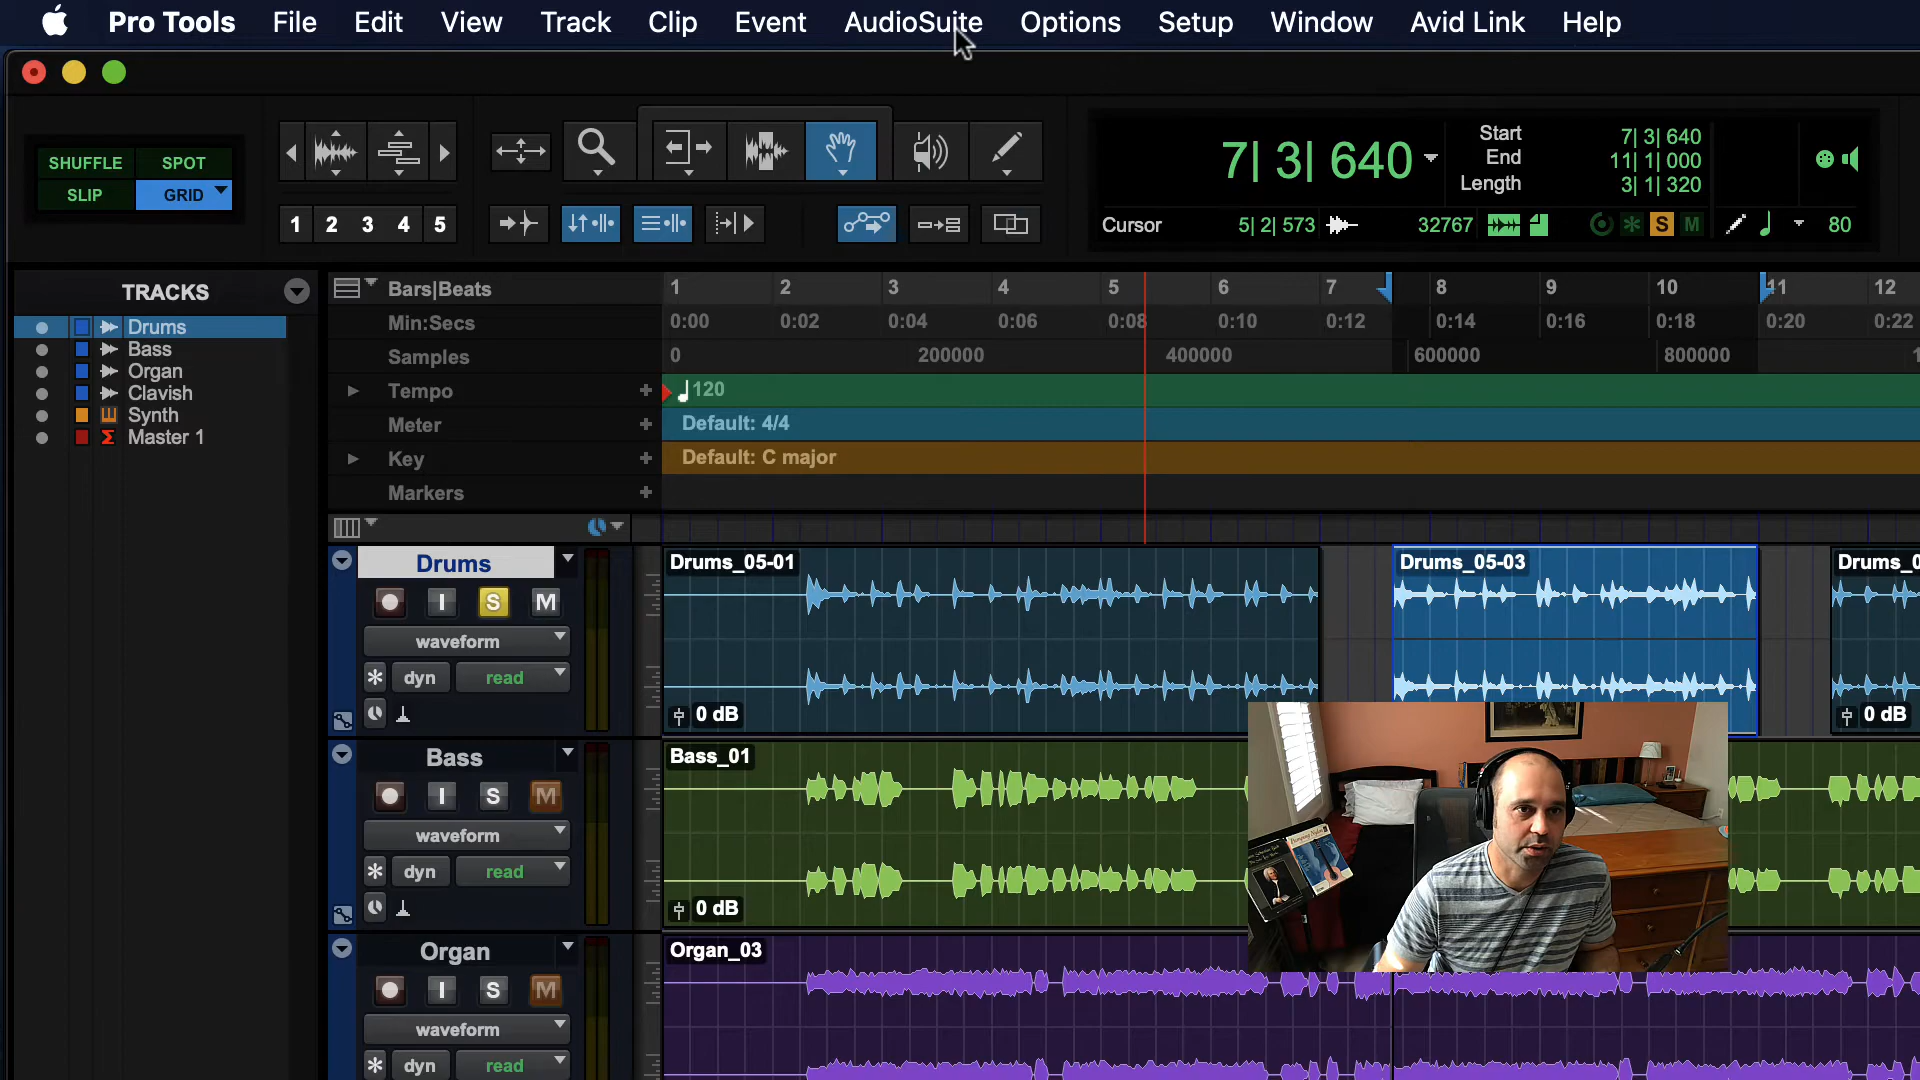 Pro Tools File Edit View Track Clip Event AudioSuite Options Setup Window Avid Link Help
SHUFFLE SPOT
SLIP GRID
1 2 3 4 5
7| 3| 640
Start 7| 3| 640
End 11| 1| 000
Length 3| 1| 320
Cursor 5| 2| 573 32767 S M 80
TRACKS
Drums
Bass
Organ
Clavish
Synth
Master 1
Bars|Beats 1 2 3 4 5 6 7 8 9 10 11 12
Min:Secs 0:00 0:02 0:04 0:06 0:08 0:10 0:12 0:14 0:16 0:18 0:20 0:22
Samples 0 200000 400000 600000 800000 1
Tempo + 120
Meter + Default: 4/4
Key + Default: C major
Markers +
Drums
I S M
waveform
dyn read
Drums_05-01
0 dB
Drums_05-03
Drums_0
0 dB
Bass
I S M
waveform
dyn read
Bass_01
0 dB
Organ
I S M
waveform
dyn read
Organ_03